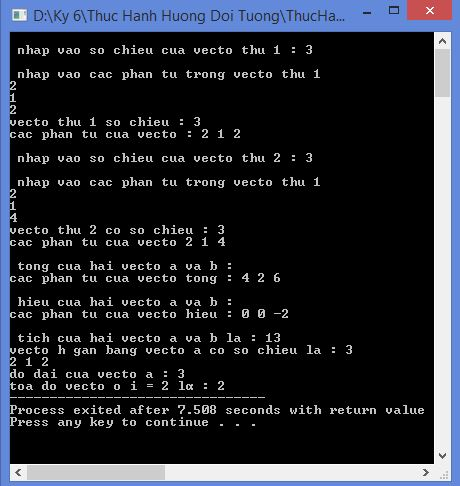 D:\Ky 6\Thuc Hanh Huong Doi Tuong\ThucHa...
nhap vao so chieu cua vecto thu 1 : 3
nhap vao cac phan tu trong vecto thu 1
2
1
2
vecto thu 1 so chieu : 3
cac phan tu cua vecto : 2 1 2
nhap vao so chieu cua vecto thu 2 : 3
nhap vao cac phan tu trong vecto thu 1
2
1
4
vecto thu 2 co so chieu : 3
cac phan tu cua vecto 2 1 4
tong cua hai vecto a va b :
cac phan tu cua vecto tong : 4 2 6
hieu cua hai vecto a va b :
cac phan tu cua vecto hieu : 0 0 -2
tich cua hai vecto a va b la : 13
vecto h gan bang vecto a co so chieu la : 3
2 1 2
do dai cua vecto a : 3
toa do vecto o i = 2 lα : 2
--------------------------------
Process exited after 7.508 seconds with return value
Press any key to continue . . .